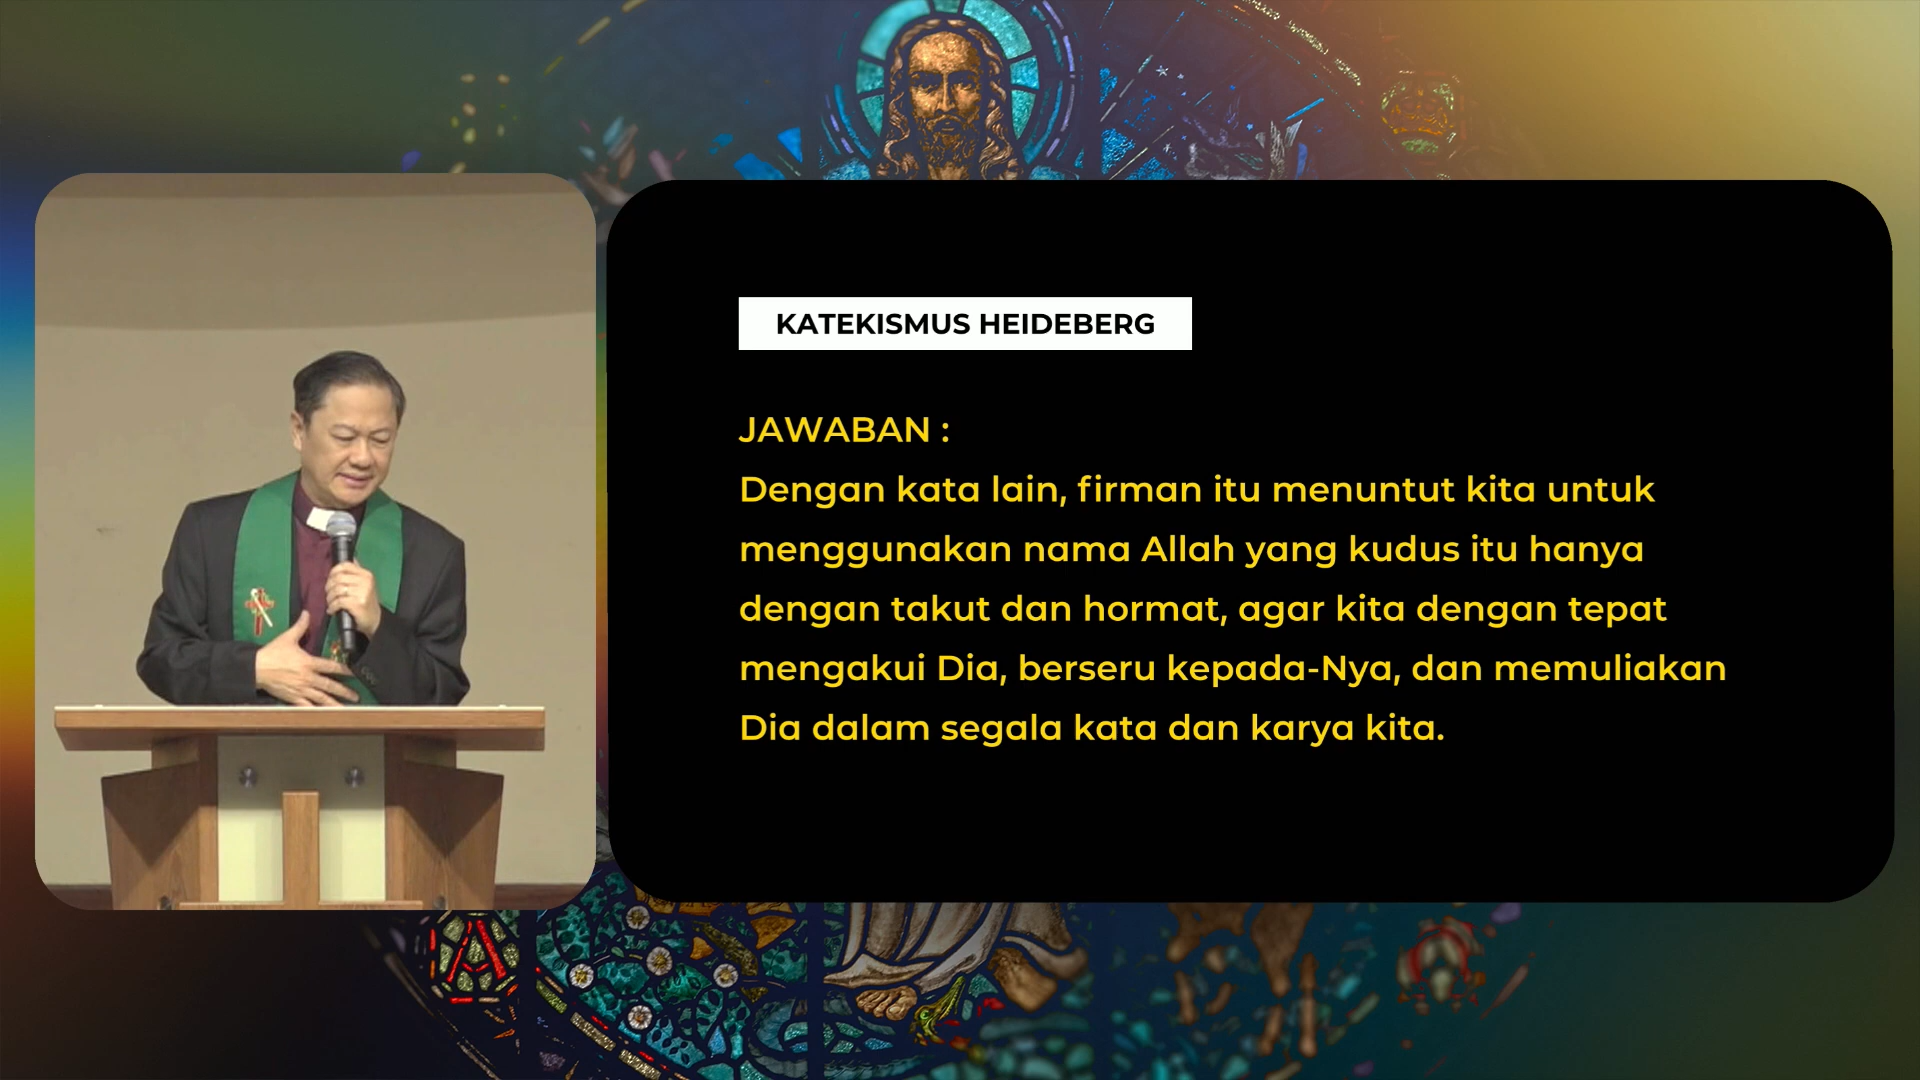 KATEKISMUS HEIDEBERG
JAWABAN :
Dengan kata lain, firman itu menuntut kita untuk
menggunakan nama Allah yang kudus itu hanya
dengan takut dan hormat, agar kita dengan tepat
mengakui Dia, berseru kepada-Nya, dan memuliakan
Dia dalam segala kata dan karya kita.